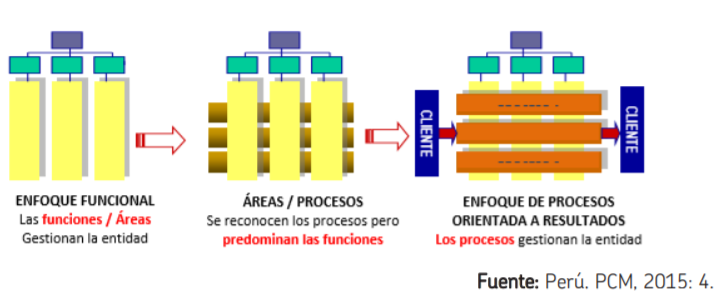 CLIENTE
CLIENTE
ENFOQUE FUNCIONAL
Las funciones / Áreas
Gestionan la entidad
ÁREAS / PROCESOS
Se reconocen los procesos pero
predominan las funciones
ENFOQUE DE PROCESOS
ORIENTADA A RESULTADOS
Los procesos gestionan la entidad
Fuente: Perú. PCM, 2015: 4.